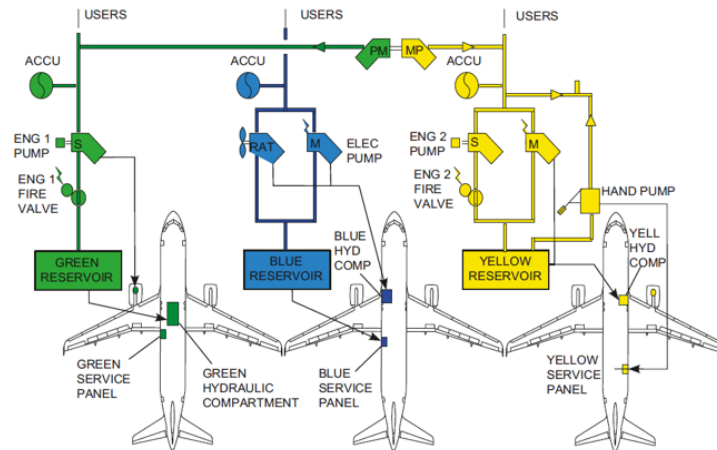 USERS
USERS
USERS
PM
MP
ACCU
ACCU
ACCU
ENG 1
PUMP
S
RAT
M
ELEC
PUMP
ENG 2
PUMP
S
M
ENG 1
FIRE
VALVE
ENG 2
FIRE
VALVE
HAND PUMP
GREEN
RESERVOIR
BLUE
RESERVOIR
BLUE
HYD
COMP
YELLOW
RESERVOIR
YELL
HYD
COMP
GREEN
SERVICE
PANEL
GREEN
HYDRAULIC
COMPARTMENT
BLUE
SERVICE
PANEL
YELLOW
SERVICE
PANEL